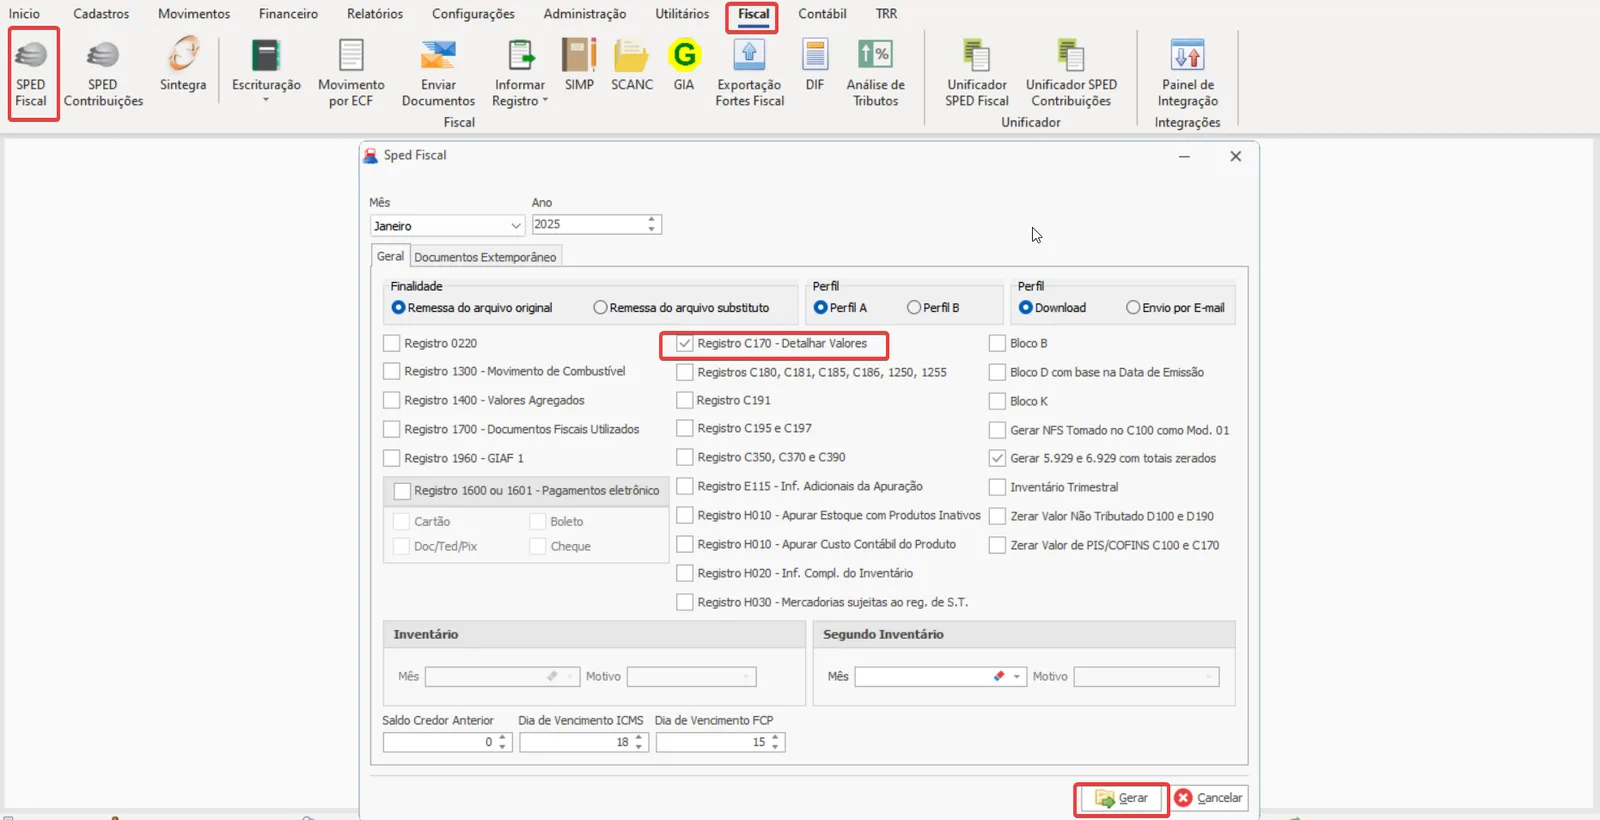 Inicio Cadastros Movimentos Financeiro Relatórios Configurações Administração Utilitários Fiscal Contábil TRR
SPED Fiscal
SPED Contribuições
Sintegra
Escrituração
Movimento por ECF
Enviar Documentos
Informar Registro
SIMP
SCANC
G
GIA
Exportação Fortes Fiscal
DIF
%
Análise de Tributos
Unificador SPED Fiscal
Unificador SPED Contribuições
Painel de Integração
Fiscal Unificador Integrações
Sped Fiscal
Mês Ano
Janeiro 2025
Geral Documentos Extemporâneo
Finalidade Perfil Perfil
Remessa do arquivo original Remessa do arquivo substituto Perfil A Perfil B Download Envio por E-mail
Registro 0220 Registro C170 - Detalhar Valores Bloco B
Registro 1300 - Movimento de Combustível Registros C180, C181, C185, C186, 1250, 1255 Bloco D com base na Data de Emissão
Registro 1400 - Valores Agregados Registro C191 Bloco K
Registro 1700 - Documentos Fiscais Utilizados Registro C195 e C197 Gerar NFS Tomado no C100 como Mod. 01
Registro 1960 - GIAF 1 Registro C350, C370 e C390 Gerar 5.929 e 6.929 com totais zerados
Registro 1600 ou 1601 - Pagamentos eletrônico Registro E115 - Inf. Adicionais da Apuração Inventário Trimestral
Cartão Boleto Registro H010 - Apurar Estoque com Produtos Inativos Zerar Valor Não Tributado D100 e D190
Doc/Ted/Pix Cheque Registro H010 - Apurar Custo Contábil do Produto Zerar Valor de PIS/COFINS C100 e C170
Registro H020 - Inf. Compl. do Inventário
Registro H030 - Mercadorias sujeitas ao reg. de S.T.
Inventário Segundo Inventário
Mês Motivo Mês Motivo
Saldo Credor Anterior Dia de Vencimento ICMS Dia de Vencimento FCP
0 18 15
Gerar Cancelar